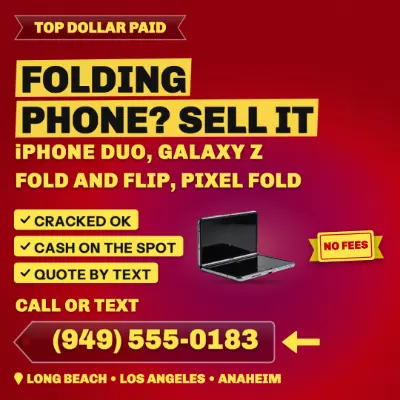 TOP DOLLAR PAID
FOLDING
PHONE? SELL IT
iPHONE DUO, GALAXY Z
FOLD AND FLIP, PIXEL FOLD
CRACKED OK
CASH ON THE SPOT
QUOTE BY TEXT
NO FEES
CALL OR TEXT
(949) 555-0183
LONG BEACH • LOS ANGELES • ANAHEIM